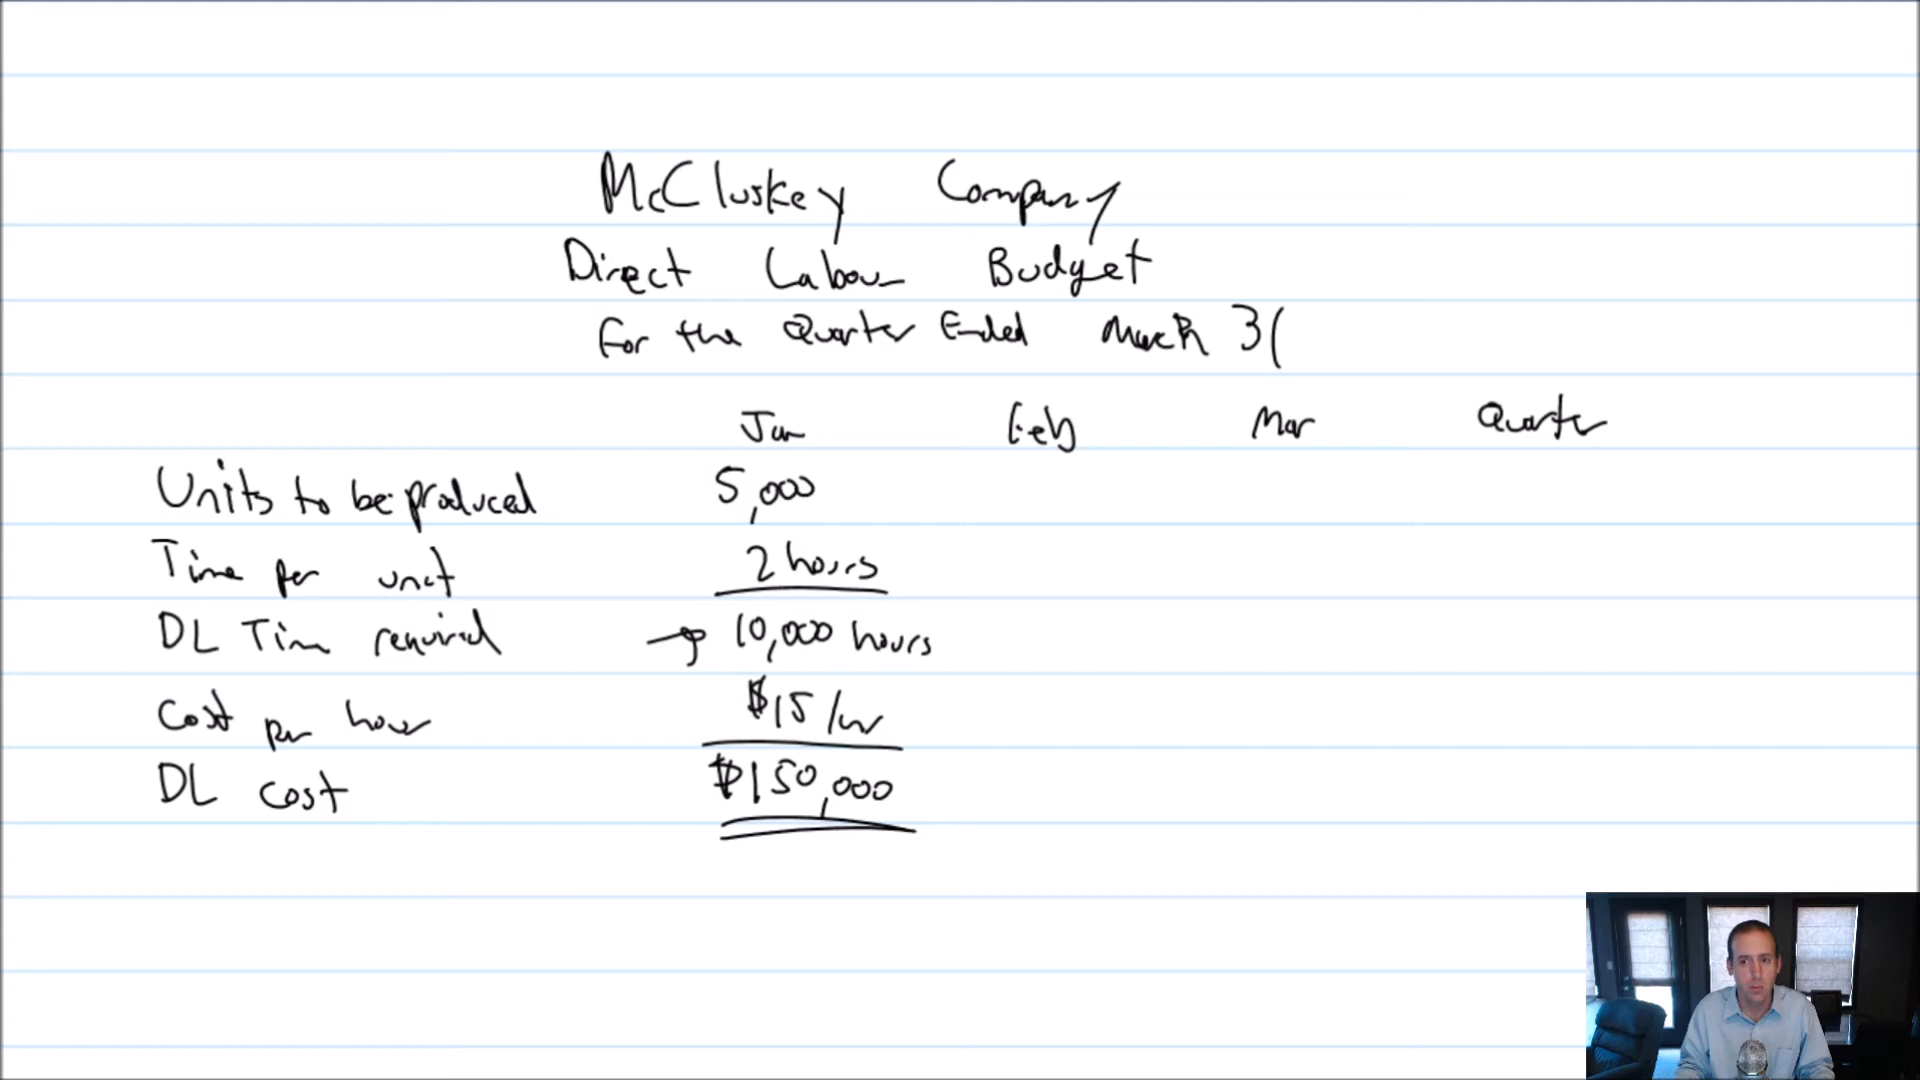 McCluskey Company
Direct Labour Budget
For the Quarter Ended March 31
Jan Feb Mar Quarter
Units to be produced 5,000
Time per unit 2 hours
DL Time required → 10,000 hours
Cost per hour $15/hr
DL cost $150,000